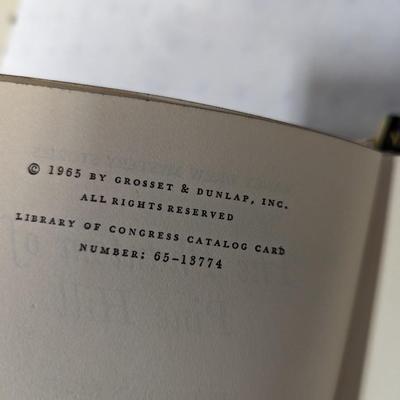 © 1965 BY GROSSET & DUNLAP, INC.
ALL RIGHTS RESERVED
LIBRARY OF CONGRESS CATALOG CARD
NUMBER: 65-13774